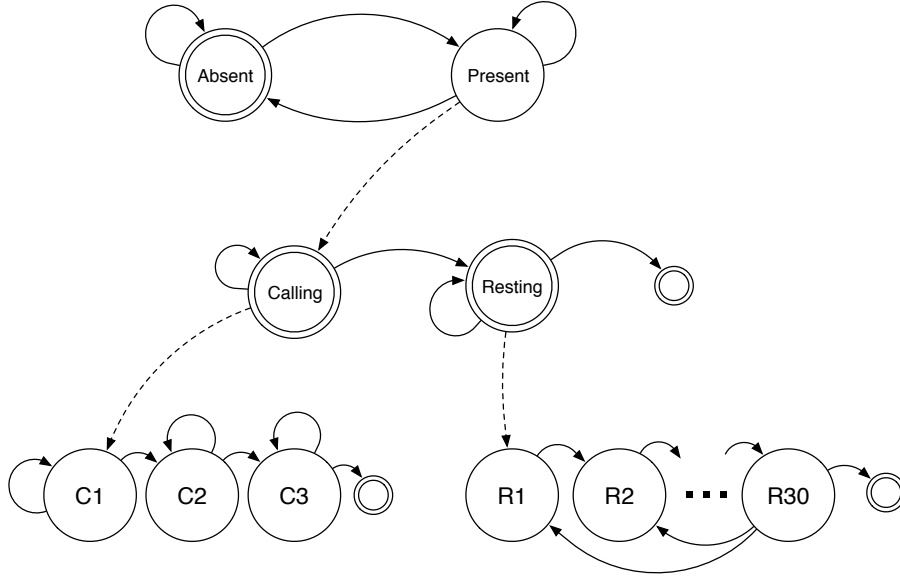 Absent
Present
Calling
Resting
C1
C2
C3
R1
R2
R30